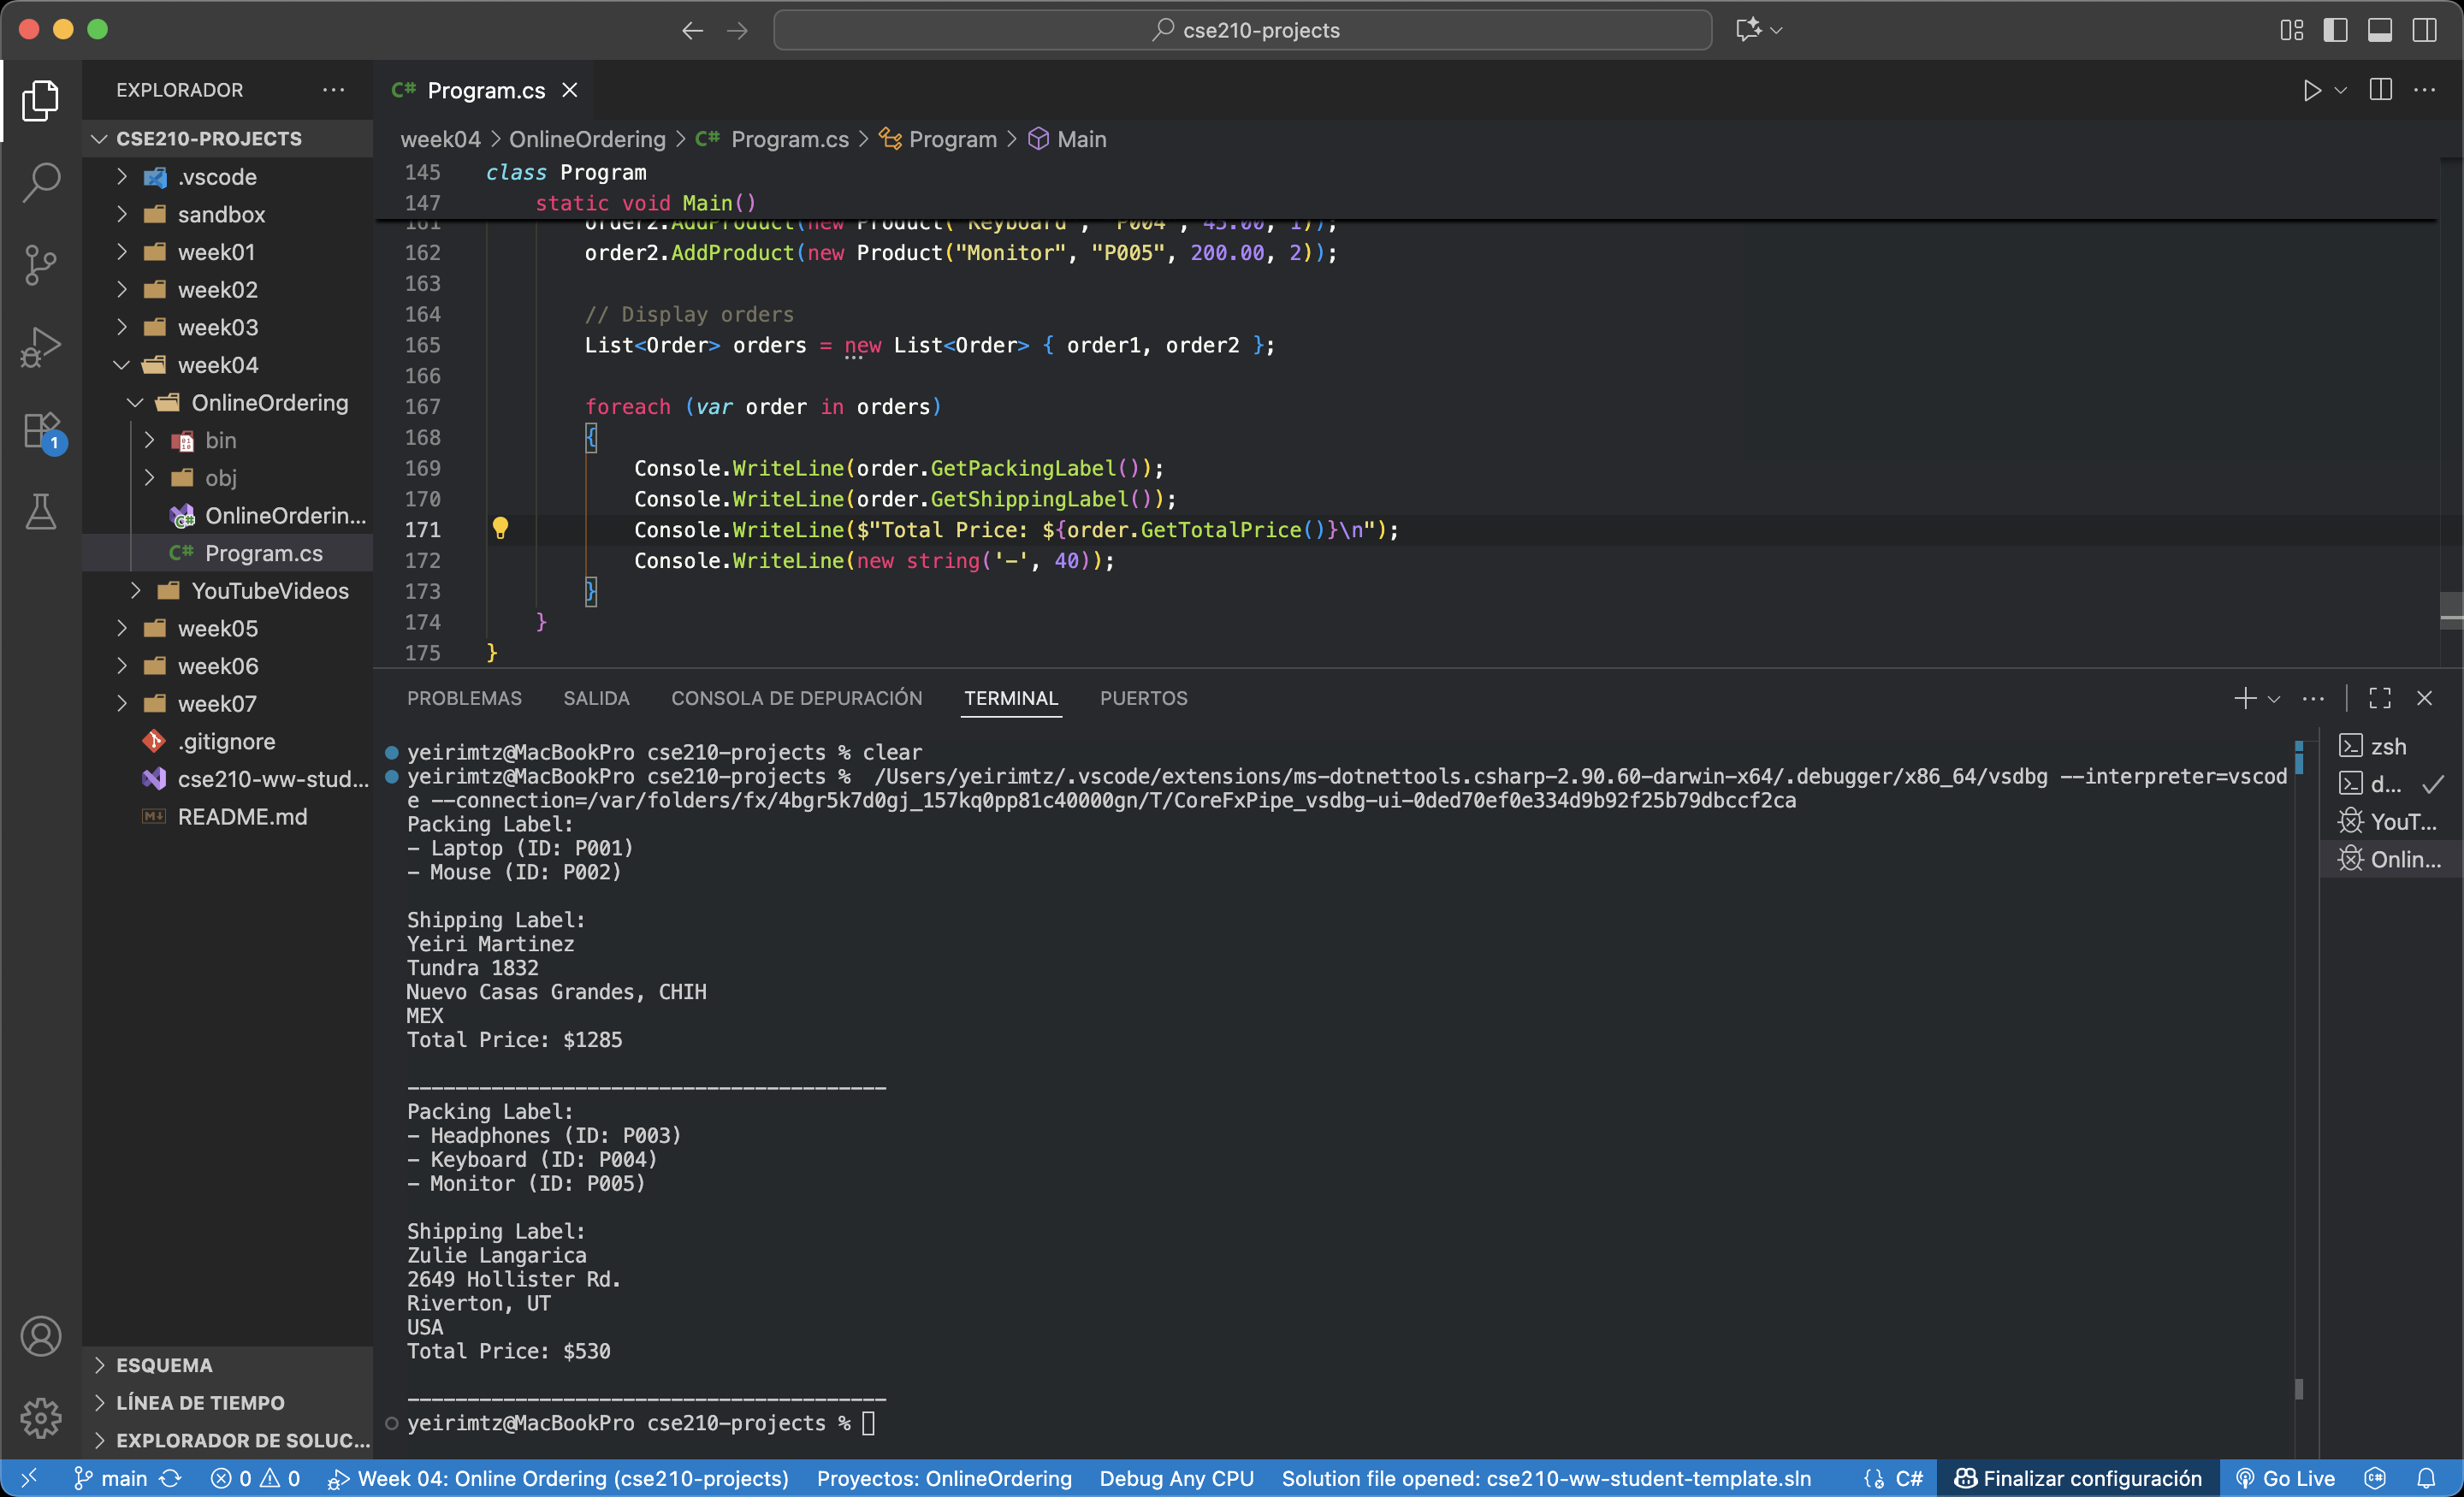 cse210-projects
EXPLORADOR
CSE210-PROJECTS
.vscode
sandbox
week01
week02
week03
week04
OnlineOrdering
bin
obj
OnlineOrderin...
C# Program.cs
YouTubeVideos
week05
week06
week07
.gitignore
cse210-ww-stud...
README.md
ESQUEMA
LÍNEA DE TIEMPO
EXPLORADOR DE SOLUC...
1
C# Program.cs
week04 > OnlineOrdering > C# Program.cs > Program > Main
145 class Program
147 static void Main()
161 order2.AddProduct(new Product("Keyboard", "P004", 45.00, 1));
162 order2.AddProduct(new Product("Monitor", "P005", 200.00, 2));
163
164 // Display orders
165 List<Order> orders = new List<Order> { order1, order2 };
166
167 foreach (var order in orders)
168 {
169 Console.WriteLine(order.GetPackingLabel());
170 Console.WriteLine(order.GetShippingLabel());
171 Console.WriteLine($"Total Price: ${order.GetTotalPrice()}\n");
172 Console.WriteLine(new string('-', 40));
173 }
174 }
175 }
PROBLEMAS SALIDA CONSOLA DE DEPURACIÓN TERMINAL PUERTOS
yeirimtz@MacBookPro cse210-projects % clear
yeirimtz@MacBookPro cse210-projects %  /Users/yeirimtz/.vscode/extensions/ms-dotnettools.csharp-2.90.60-darwin-x64/.debugger/x86_64/vsdbg --interpreter=vscod
e --connection=/var/folders/fx/4bgr5k7d0gj_157kq0pp81c40000gn/T/CoreFxPipe_vsdbg-ui-0ded70ef0e334d9b92f25b79dbccf2ca
Packing Label:
- Laptop (ID: P001)
- Mouse (ID: P002)
Shipping Label:
Yeiri Martinez
Tundra 1832
Nuevo Casas Grandes, CHIH
MEX
Total Price: $1285
----------------------------------------
Packing Label:
- Headphones (ID: P003)
- Keyboard (ID: P004)
- Monitor (ID: P005)
Shipping Label:
Zulie Langarica
2649 Hollister Rd.
Riverton, UT
USA
Total Price: $530
----------------------------------------
yeirimtz@MacBookPro cse210-projects %
zsh
d...
YouT...
Onlin...
main 0 0 Week 04: Online Ordering (cse210-projects) Proyectos: OnlineOrdering Debug Any CPU Solution file opened: cse210-ww-student-template.sln C# Finalizar configuración Go Live